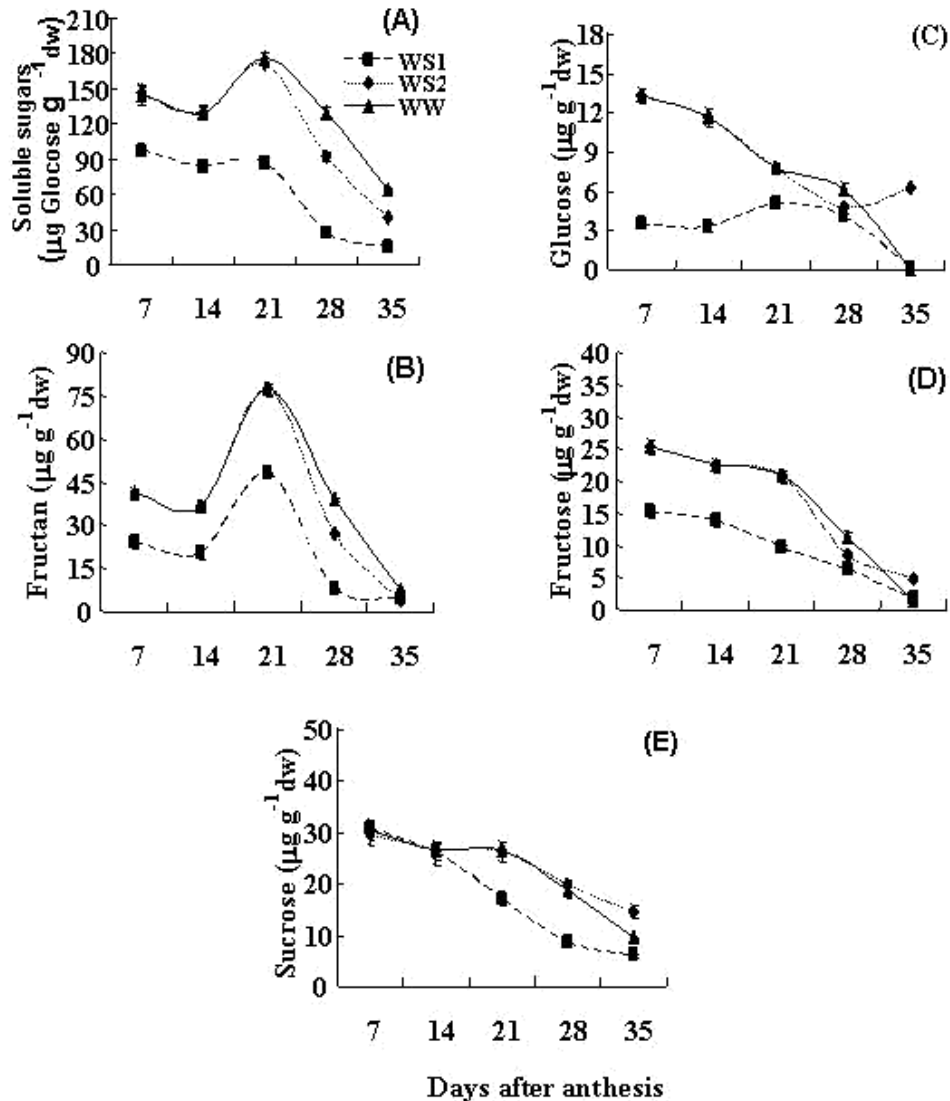 (A)
Soluble sugars
(µg Glocose g⁻¹dw)
210
180
150
120
90
60
30
0
7 14 21 28 35
WS1
WS2
WW
(C)
Glucose (µg g⁻¹dw)
18
15
12
9
6
3
0
7 14 21 28 35
(B)
Fructan (µg g⁻¹dw)
90
75
60
45
30
15
0
7 14 21 28 35
(D)
Fructose (µg g⁻¹dw)
40
35
30
25
20
15
10
5
0
7 14 21 28 35
(E)
Sucrose (µg g⁻¹dw)
50
40
30
20
10
0
7 14 21 28 35
Days after anthesis